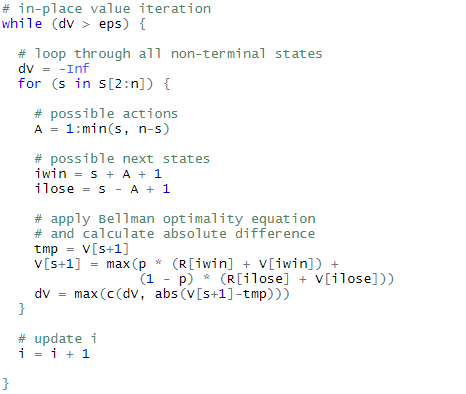 # in-place value iteration
while (dV > eps) {
# loop through all non-terminal states
dV = -Inf
for (s in S[2:n]) {
# possible actions
A = 1:min(s, n-s)
# possible next states
iwin = s + A + 1
ilose = s - A + 1
# apply Bellman optimality equation
# and calculate absolute difference
tmp = V[s+1]
V[s+1] = max(p * (R[iwin] + V[iwin]) +
(1 - p) * (R[ilose] + V[ilose]))
dV = max(c(dV, abs(V[s+1]-tmp)))
}
# update i
i = i + 1
}